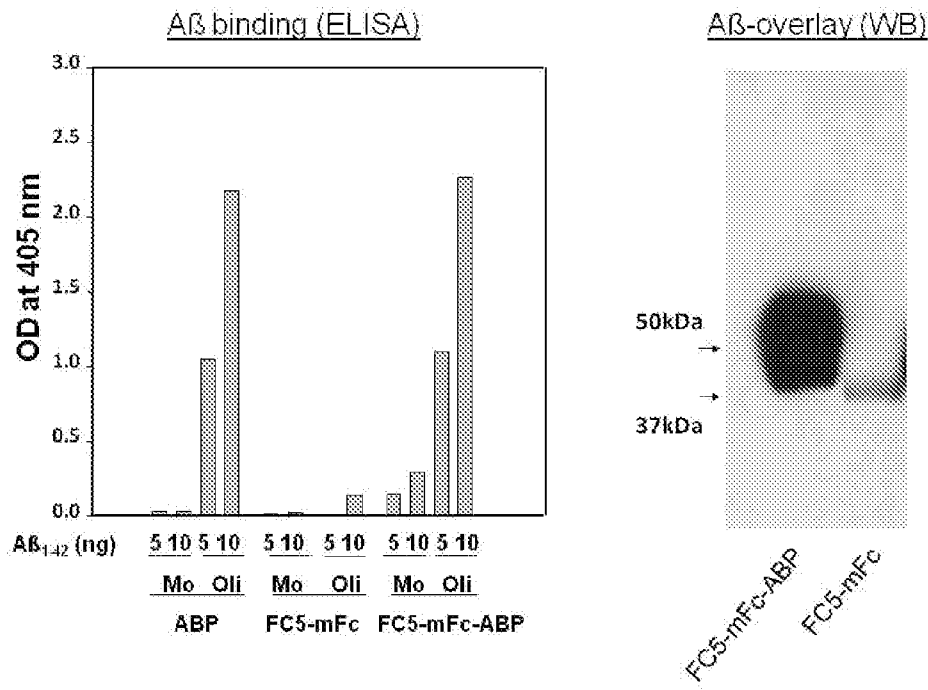 Aß binding (ELISA)
Aß-overlay (WB)
OD at 405 nm
3.0
2.5
2.0
1.5
1.0
0.5
0.0
Aß1-42 (ng)
5 10 5 10 5 10 5 10 5 10 5 10
Mo Oli Mo Oli Mo Oli
ABP FC5-mFc FC5-mFc-ABP
50kDa
37kDa
FC5-mFc-ABP
FC5-mFc